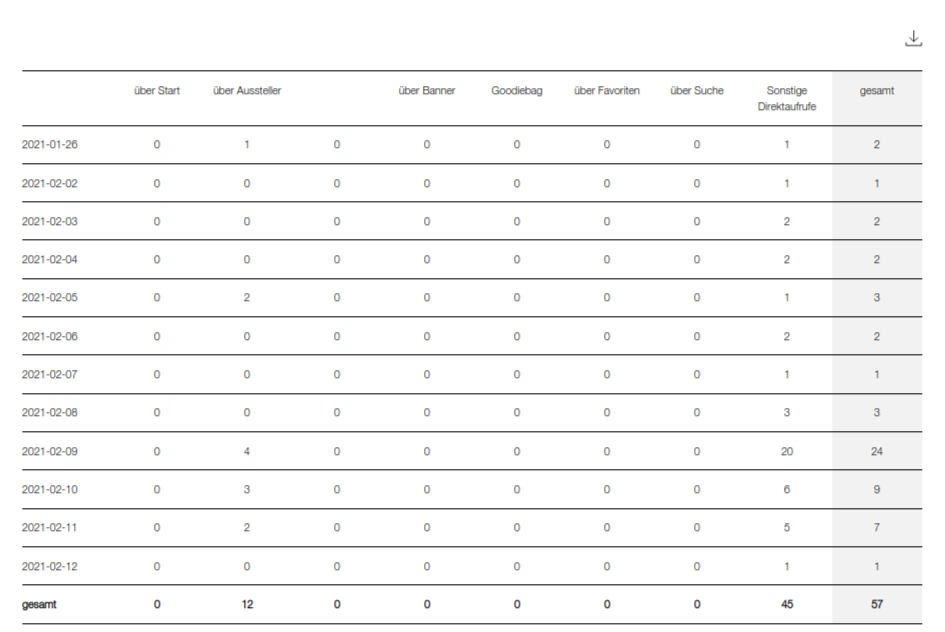 über Start über Aussteller über Banner Goodiebag über Favoriten über Suche Sonstige gesamt
Direktaufrufe
2021-01-26 0 1 0 0 0 0 0 1 2
2021-02-02 0 0 0 0 0 0 0 1 1
2021-02-03 0 0 0 0 0 0 0 2 2
2021-02-04 0 0 0 0 0 0 0 2 2
2021-02-05 0 2 0 0 0 0 0 1 3
2021-02-06 0 0 0 0 0 0 0 2 2
2021-02-07 0 0 0 0 0 0 0 1 1
2021-02-08 0 0 0 0 0 0 0 3 3
2021-02-09 0 4 0 0 0 0 0 20 24
2021-02-10 0 3 0 0 0 0 0 6 9
2021-02-11 0 2 0 0 0 0 0 5 7
2021-02-12 0 0 0 0 0 0 0 1 1
gesamt 0 12 0 0 0 0 0 45 57